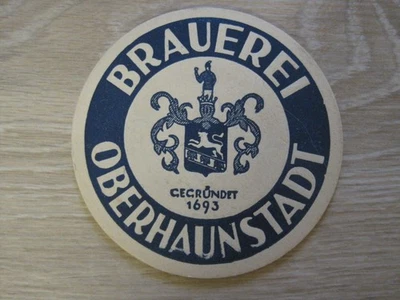 BRAUEREI
GEGRÜNDET
1693
OBERHAUNSTADT